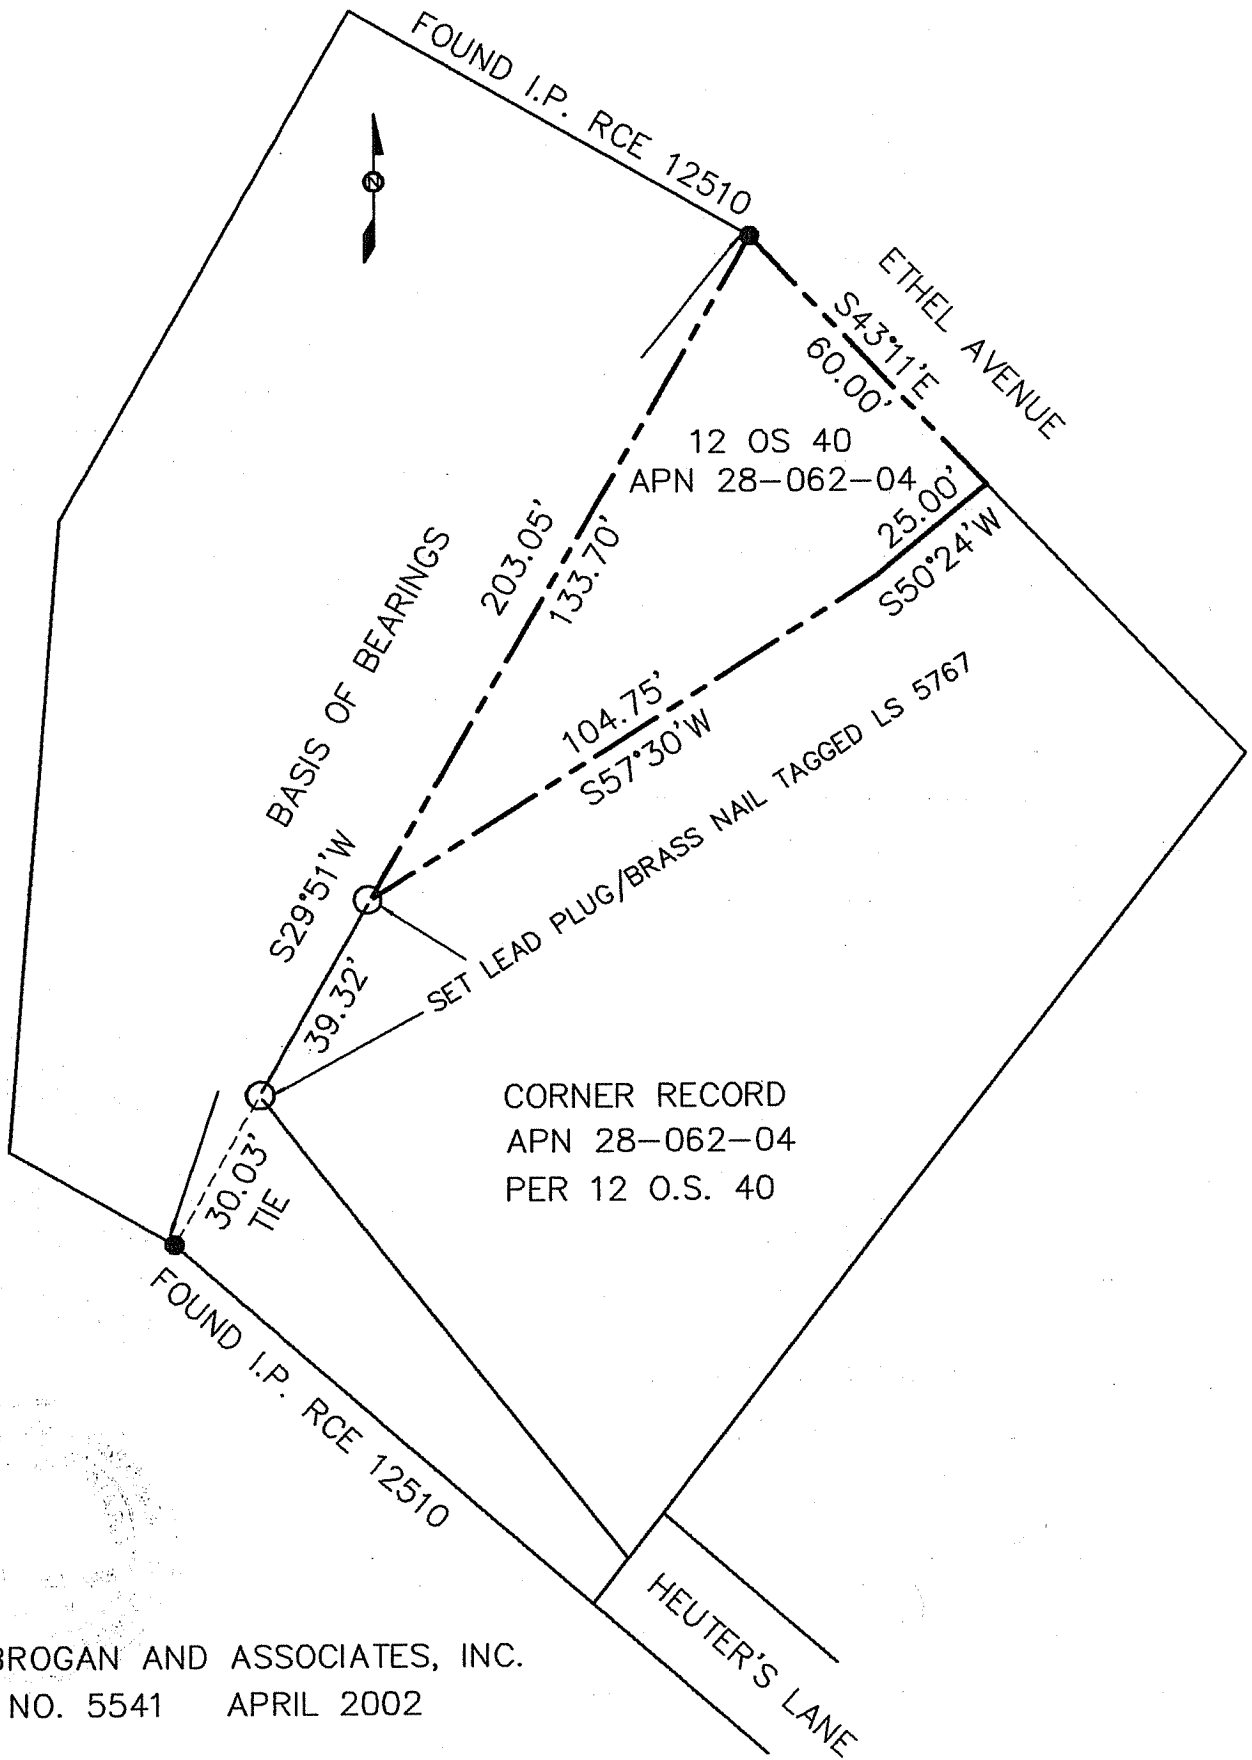 FOUND I.P. RCE 12510
N
ETHEL AVENUE
S43°11'E
60.00'
12 OS 40
APN 28-062-04
25.00'
S50°24'W
203.05'
133.70'
BASIS OF BEARINGS
104.75'
S57°30'W
SET LEAD PLUG/BRASS NAIL TAGGED LS 5767
S29°51'W
39.32'
30.03'
TIE
CORNER RECORD
APN 28-062-04
PER 12 O.S. 40
FOUND I.P. RCE 12510
HEUTER'S LANE
BROGAN AND ASSOCIATES, INC.
NO. 5541 APRIL 2002